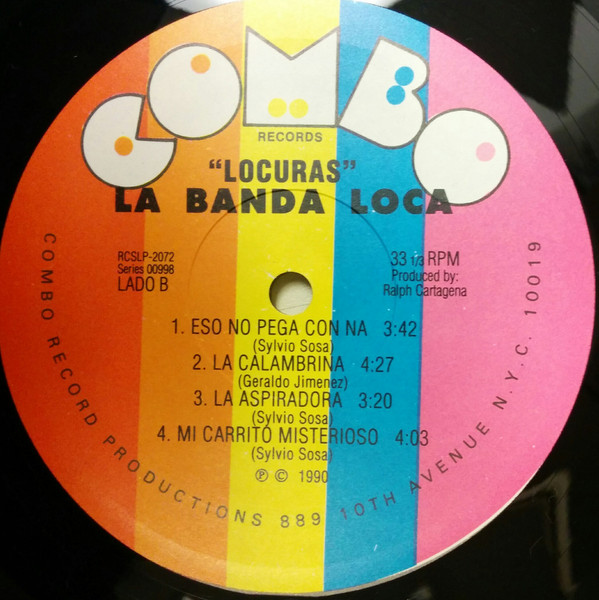 COMBO
RECORDS
"LOCURAS"
LA BANDA LOCA
RCSLP-2072
Series 00998
LADO B
33 1/3 RPM
Produced by:
Ralph Cartagena
1. ESO NO PEGA CON NA 3:42
(Sylvio Sosa)
2. LA CALAMBRINA 4:27
(Geraldo Jimenez)
3. LA ASPIRADORA 3:20
(Sylvio Sosa)
4. MI CARRITO MISTERIOSO 4:03
(Sylvio Sosa)
℗ © 1990
COMBO RECORD PRODUCTIONS 889 10TH AVENUE N.Y.C. 10019